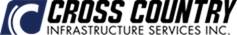 CROSS COUNTRY
INFRASTRUCTURE SERVICES INC.